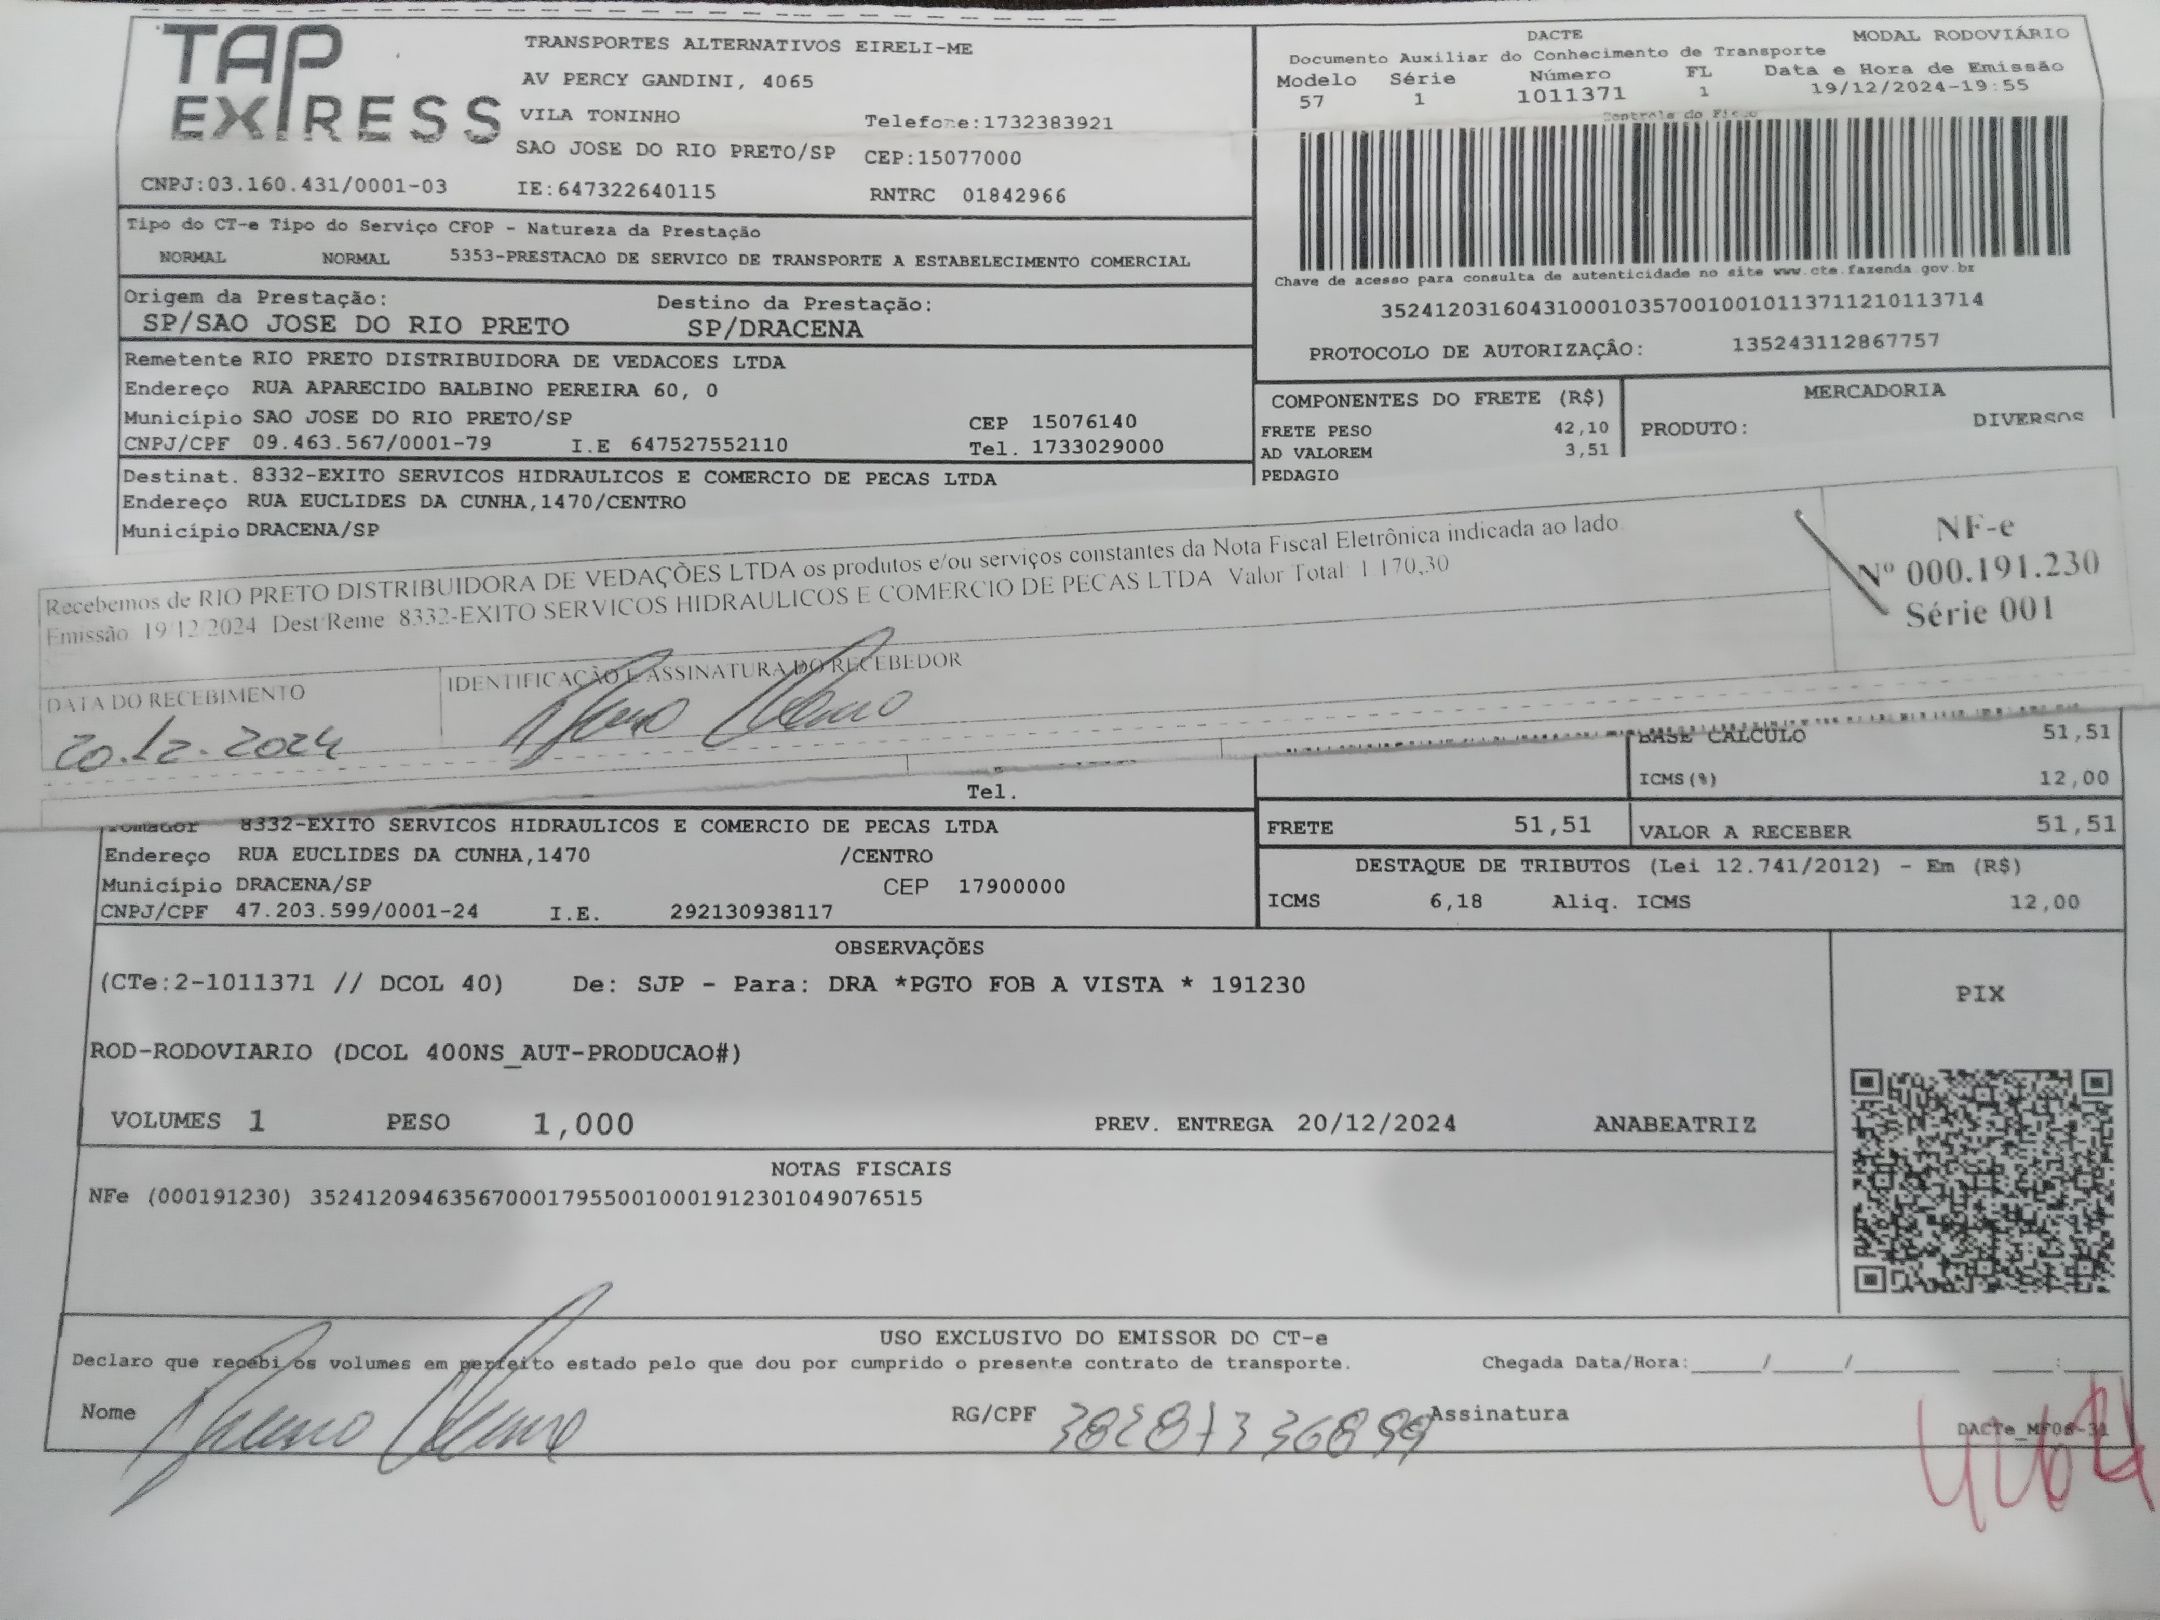 TAP EXPRESS
TRANSPORTES ALTERNATIVOS EIRELI-ME
AV PERCY GANDINI, 4065
VILA TONINHO Telefone:1732383921
SAO JOSE DO RIO PRETO/SP CEP:15077000
CNPJ:03.160.431/0001-03 IE:647322640115 RNTRC 01842966
DACTE MODAL RODOVIÁRIO
Documento Auxiliar do Conhecimento de Transporte
Modelo Série Número FL Data e Hora de Emissão
57 1 1011371 1 19/12/2024-19:55
Controle do Fisco
Chave de acesso para consulta de autenticidade no site www.cte.fazenda.gov.br
35241203160431000103570010010113711210113714
PROTOCOLO DE AUTORIZAÇÃO: 135243112867757
Tipo do CT-e Tipo do Serviço CFOP - Natureza da Prestação
NORMAL NORMAL 5353-PRESTACAO DE SERVICO DE TRANSPORTE A ESTABELECIMENTO COMERCIAL
Origem da Prestação: Destino da Prestação:
SP/SAO JOSE DO RIO PRETO SP/DRACENA
Remetente RIO PRETO DISTRIBUIDORA DE VEDACOES LTDA
Endereço RUA APARECIDO BALBINO PEREIRA 60, 0
Município SAO JOSE DO RIO PRETO/SP CEP 15076140
CNPJ/CPF 09.463.567/0001-79 I.E 647527552110 Tel. 1733029000
COMPONENTES DO FRETE (R$)
FRETE PESO 42,10
AD VALOREM 3,51
PEDAGIO
MERCADORIA
PRODUTO: DIVERSOS
Destinat. 8332-EXITO SERVICOS HIDRAULICOS E COMERCIO DE PECAS LTDA
Endereço RUA EUCLIDES DA CUNHA,1470/CENTRO
Município DRACENA/SP
Recebemos de RIO PRETO DISTRIBUIDORA DE VEDAÇÕES LTDA os produtos e/ou serviços constantes da Nota Fiscal Eletrônica indicada ao lado
Emissão 19/12/2024 Dest/Reme 8332-EXITO SERVICOS HIDRAULICOS E COMERCIO DE PECAS LTDA Valor Total: 1.170,30
NF-e
Nº 000.191.230
Série 001
DATA DO RECEBIMENTO IDENTIFICAÇÃO E ASSINATURA DO RECEBEDOR
20.12.2024
Tel.
BASE CALCULO 51,51
ICMS(%) 12,00
FRETE 51,51 VALOR A RECEBER 51,51
Tomador 8332-EXITO SERVICOS HIDRAULICOS E COMERCIO DE PECAS LTDA
Endereço RUA EUCLIDES DA CUNHA,1470 /CENTRO
Município DRACENA/SP CEP 17900000
CNPJ/CPF 47.203.599/0001-24 I.E. 292130938117
DESTAQUE DE TRIBUTOS (Lei 12.741/2012) - Em (R$)
ICMS 6,18 Aliq. ICMS 12,00
OBSERVAÇÕES
(CTe:2-1011371 // DCOL 40) De: SJP - Para: DRA *PGTO FOB A VISTA * 191230
ROD-RODOVIARIO (DCOL 400NS_AUT-PRODUCAO#)
VOLUMES 1 PESO 1,000 PREV. ENTREGA 20/12/2024 ANABEATRIZ
PIX
NOTAS FISCAIS
NFe (000191230) 35241209463567000179550010001912301049076515
USO EXCLUSIVO DO EMISSOR DO CT-e
Declaro que recebi os volumes em perfeito estado pelo que dou por cumprido o presente contrato de transporte. Chegada Data/Hora:_____/_____/_______ ___:____
Nome RG/CPF Assinatura
DACTe_MF06-31